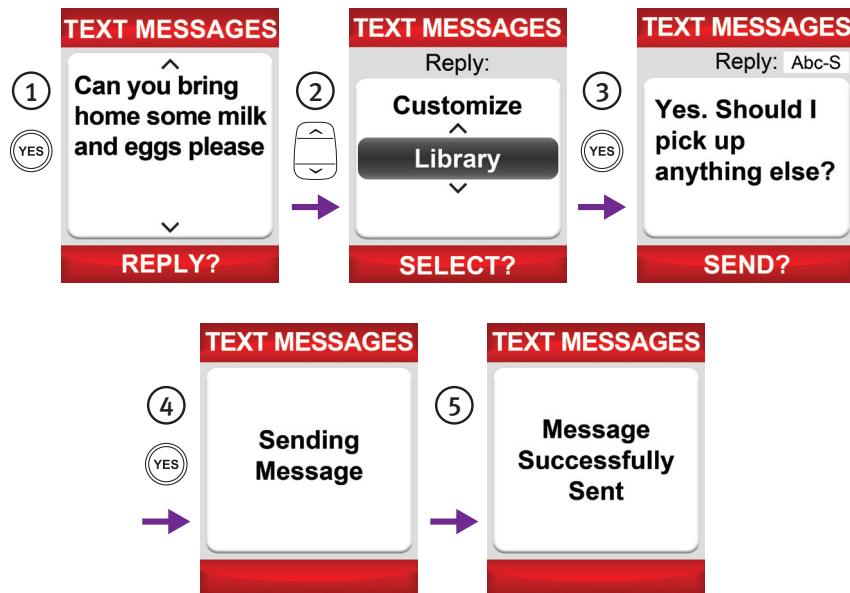 TEXT MESSAGES
1
YES
Can you bring
home some milk
and eggs please
REPLY?
TEXT MESSAGES
2
Reply:
Customize
Library
SELECT?
TEXT MESSAGES
3
YES
Reply: Abc-S
Yes. Should I
pick up
anything else?
SEND?
TEXT MESSAGES
4
YES
Sending
Message
TEXT MESSAGES
5
Message
Successfully
Sent